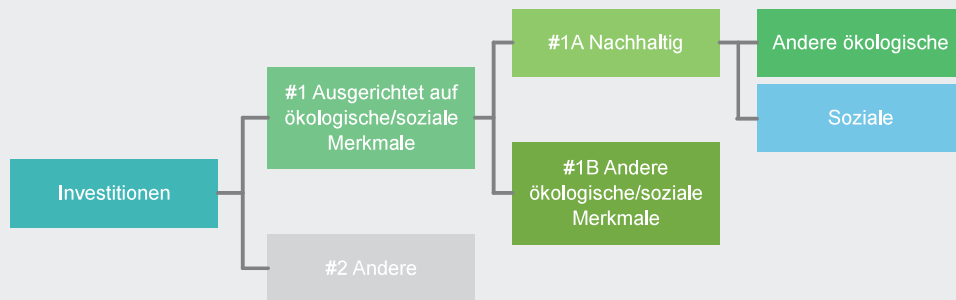 #1A Nachhaltig
Andere ökologische
#1 Ausgerichtet auf
ökologische/soziale
Merkmale
Soziale
Investitionen
#1B Andere
ökologische/soziale
Merkmale
#2 Andere